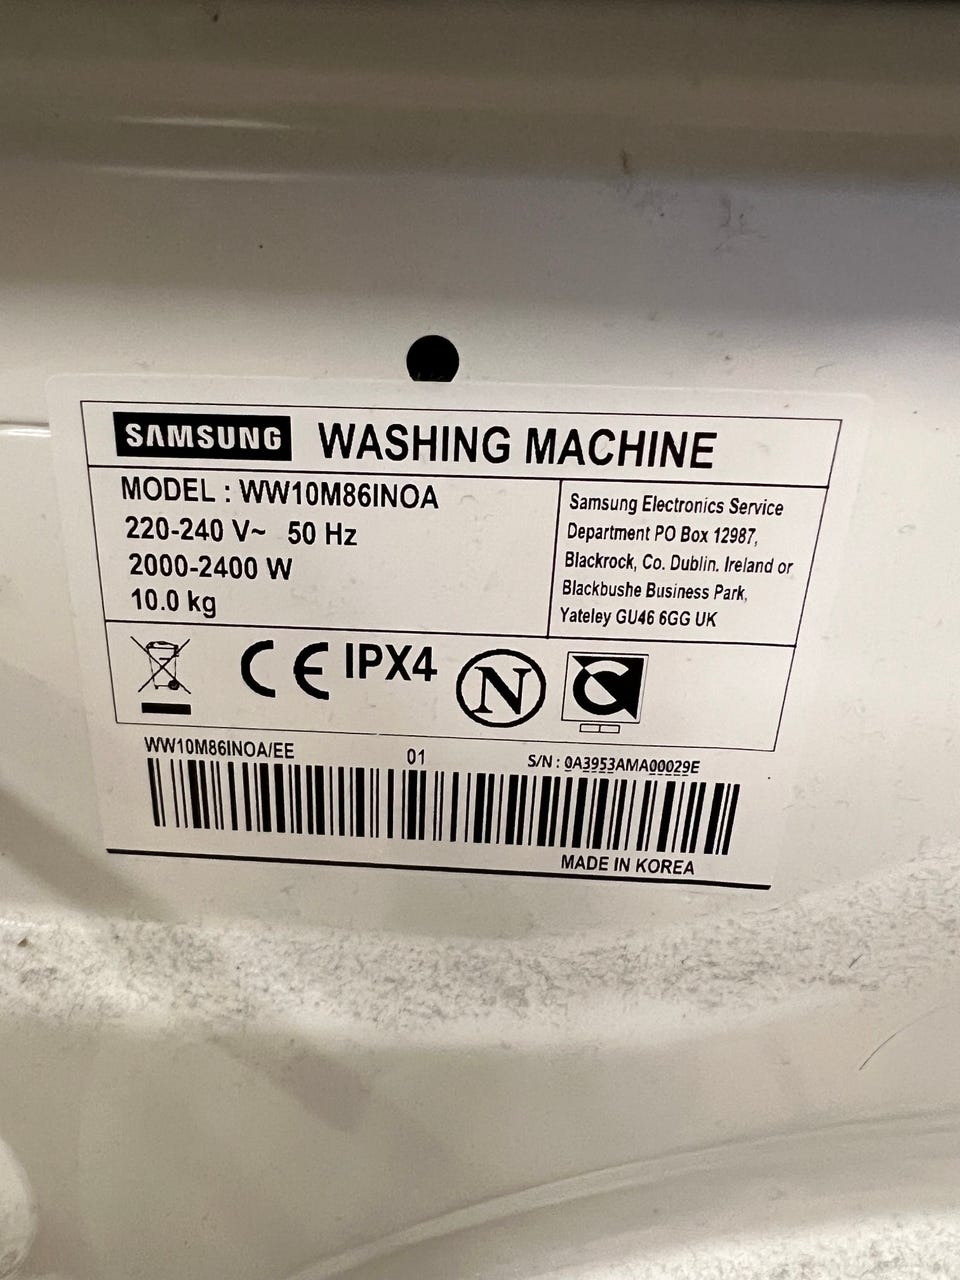 SAMSUNG WASHING MACHINE
MODEL : WW10M86INOA
220-240 V~ 50 Hz
2000-2400 W
10.0 kg
Samsung Electronics Service
Department PO Box 12987,
Blackrock, Co. Dublin. Ireland or
Blackbushe Business Park,
Yateley GU46 6GG UK
CE IPX4 N
WW10M86INOA/EE 01 S/N : 0A3953AMA00029E
MADE IN KOREA